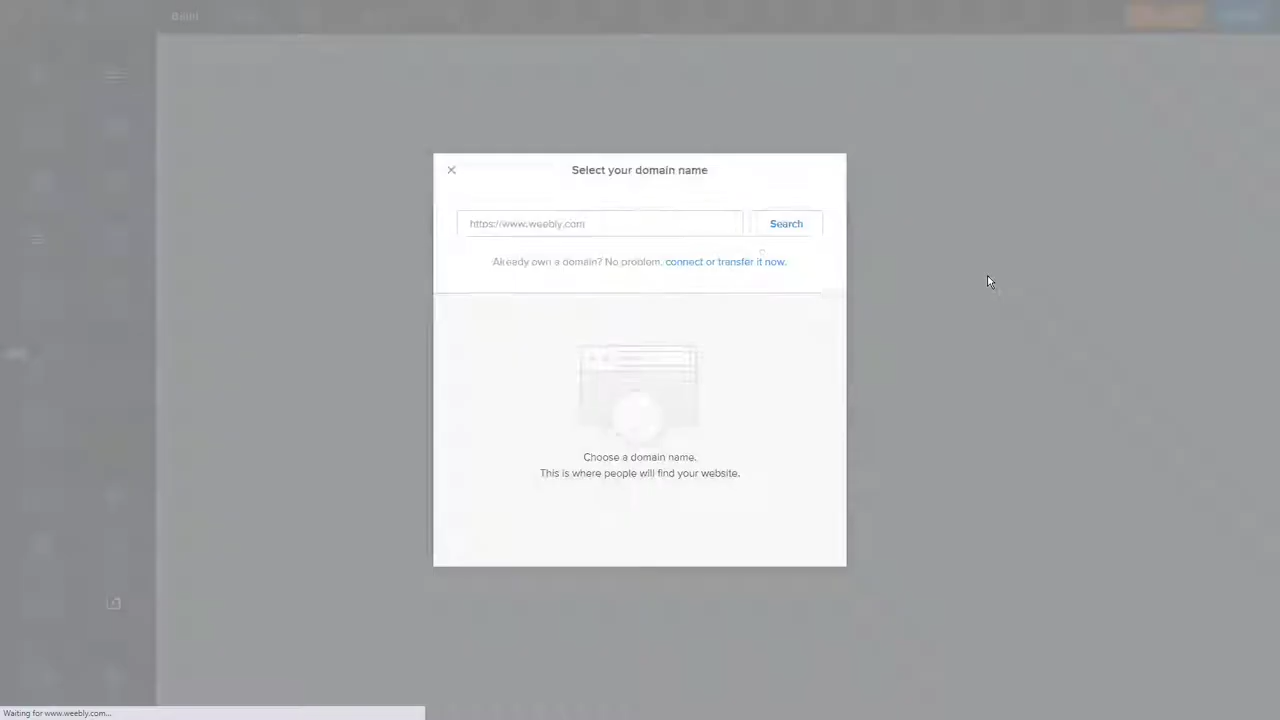 Build
Select your domain name
https://www.weebly.com
Search
Already own a domain? No problem, connect or transfer it now.
Choose a domain name.
This is where people will find your website.
Waiting for www.weebly.com...